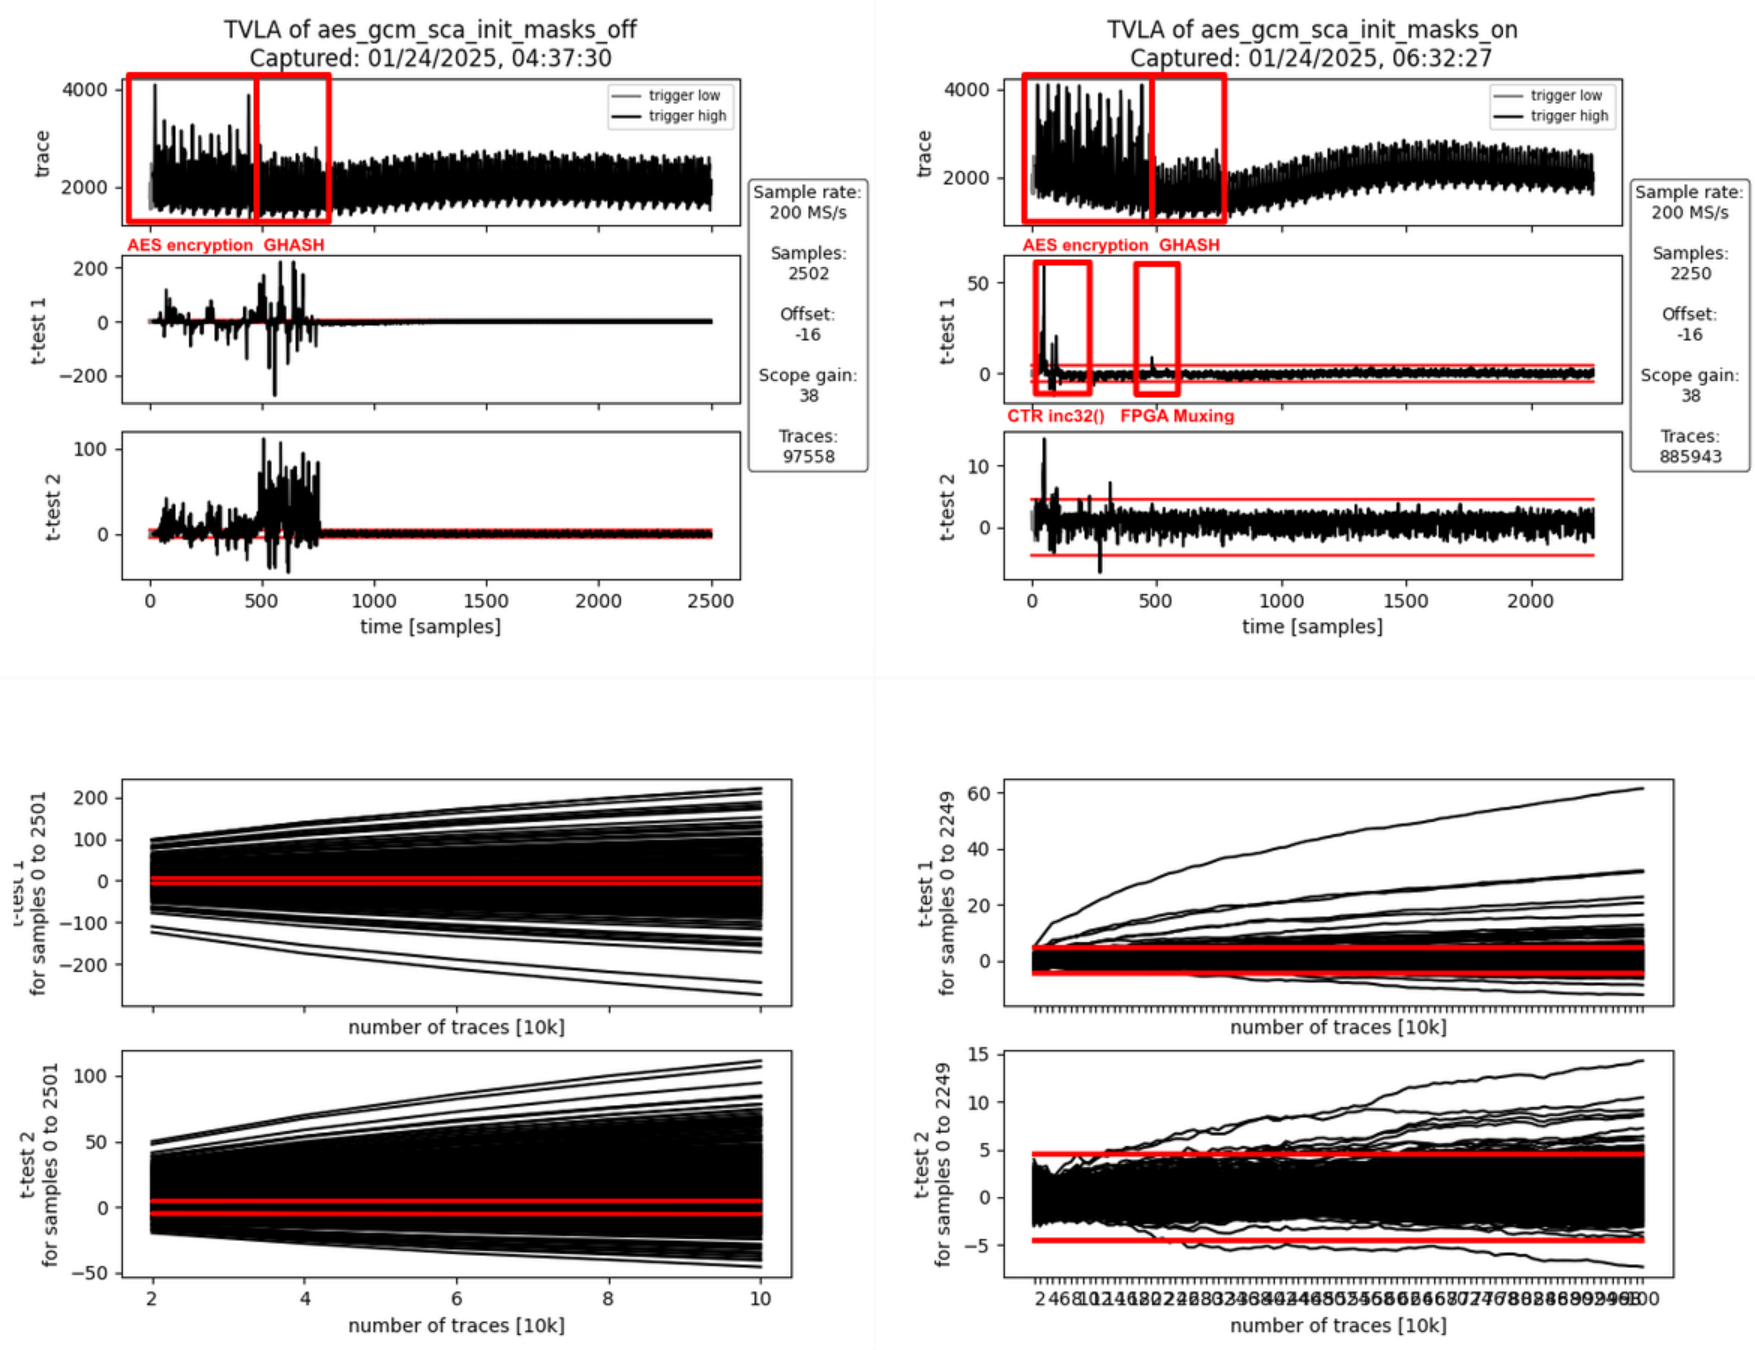 TVLA of aes_gcm_sca_init_masks_off
Captured: 01/24/2025, 04:37:30
4000
2000
trace
trigger low
trigger high
AES encryption GHASH
200
0
−200
t-test 1
100
0
t-test 2
0 500 1000 1500 2000 2500
time [samples]
Sample rate:
200 MS/s
Samples:
2502
Offset:
-16
Scope gain:
38
Traces:
97558
TVLA of aes_gcm_sca_init_masks_on
Captured: 01/24/2025, 06:32:27
4000
2000
trace
trigger low
trigger high
AES encryption GHASH
50
0
t-test 1
CTR inc32() FPGA Muxing
10
0
t-test 2
0 500 1000 1500 2000
time [samples]
Sample rate:
200 MS/s
Samples:
2250
Offset:
-16
Scope gain:
38
Traces:
885943
200
100
0
−100
−200
t-test 1
for samples 0 to 2501
number of traces [10k]
100
50
0
−50
t-test 2
for samples 0 to 2501
2 4 6 8 10
number of traces [10k]
60
40
20
0
t-test 1
for samples 0 to 2249
number of traces [10k]
15
10
5
0
−5
t-test 2
for samples 0 to 2249
number of traces [10k]